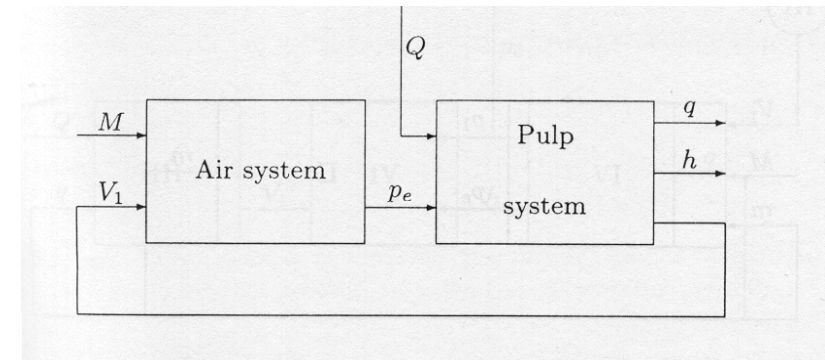 Q
M
Air system
V₁
pₑ
Pulp
system
q
h